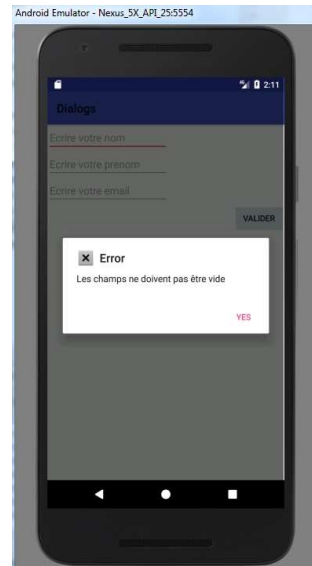 Android Emulator - Nexus_5X_API_25:5554
2:11
Dialogs
Ecrire votre nom
Ecrire votre prenom
Ecrire votre email
VALIDER
Error
Les champs ne doivent pas être vide
YES